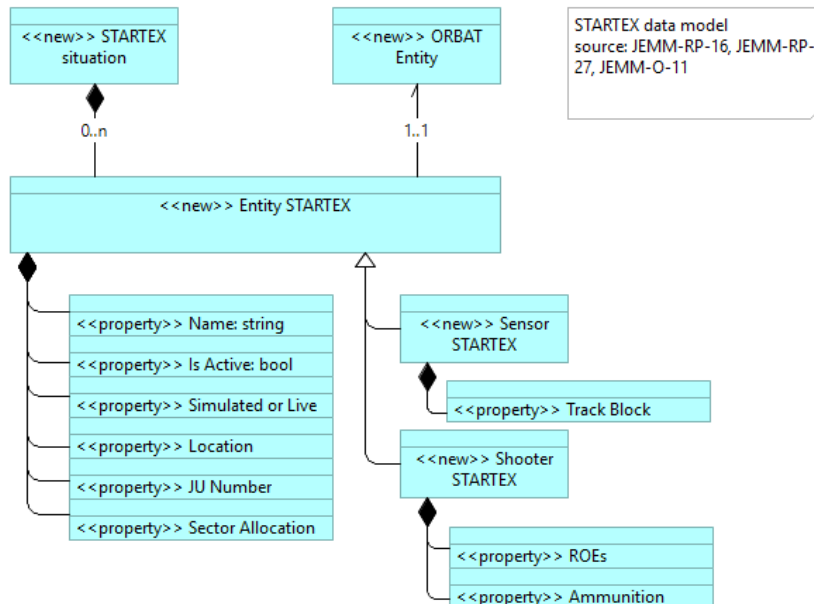 <<new>> STARTEX
situation
<<new>> ORBAT
Entity
STARTEX data model
source: JEMM-RP-16, JEMM-RP-
27, JEMM-O-11
0..n
1..1
<<new>> Entity STARTEX
<<property>> Name: string
<<property>> Is Active: bool
<<property>> Simulated or Live
<<property>> Location
<<property>> JU Number
<<property>> Sector Allocation
<<new>> Sensor
STARTEX
<<property>> Track Block
<<new>> Shooter
STARTEX
<<property>> ROEs
<<property>> Ammunition